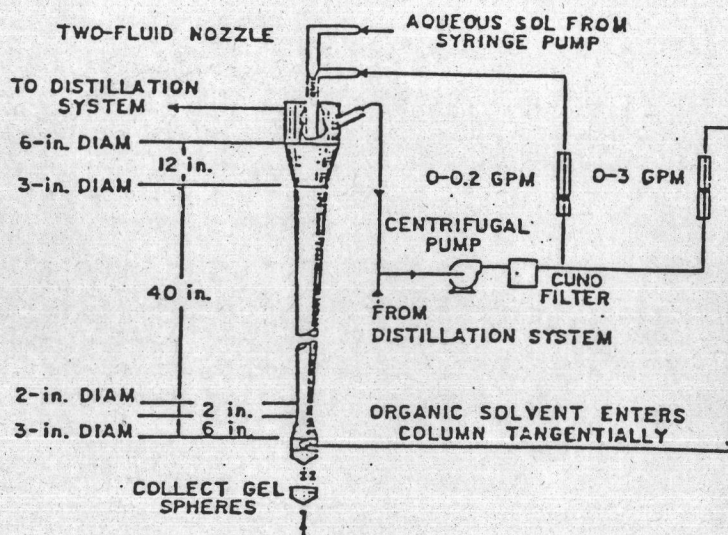 TWO-FLUID NOZZLE
AQUEOUS SOL FROM
SYRINGE PUMP
TO DISTILLATION
SYSTEM
6-in. DIAM
12 in.
3-in. DIAM
0-0.2 GPM
0-3 GPM
CENTRIFUGAL
PUMP
CUNO
FILTER
40 in.
FROM
DISTILLATION SYSTEM
2-in. DIAM
2 in.
3-in. DIAM
6 in.
ORGANIC SOLVENT ENTERS
COLUMN TANGENTIALLY
COLLECT GEL
SPHERES